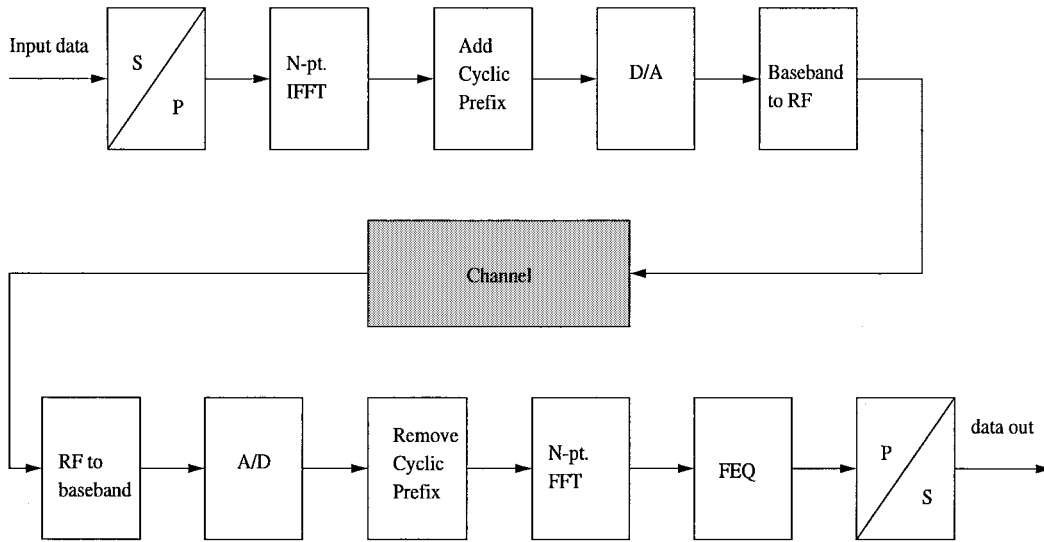 Input data
S
P
N-pt.
IFFT
Add
Cyclic
Prefix
D/A
Baseband
to RF
Channel
RF to
baseband
A/D
Remove
Cyclic
Prefix
N-pt.
FFT
FEQ
P
S
data out